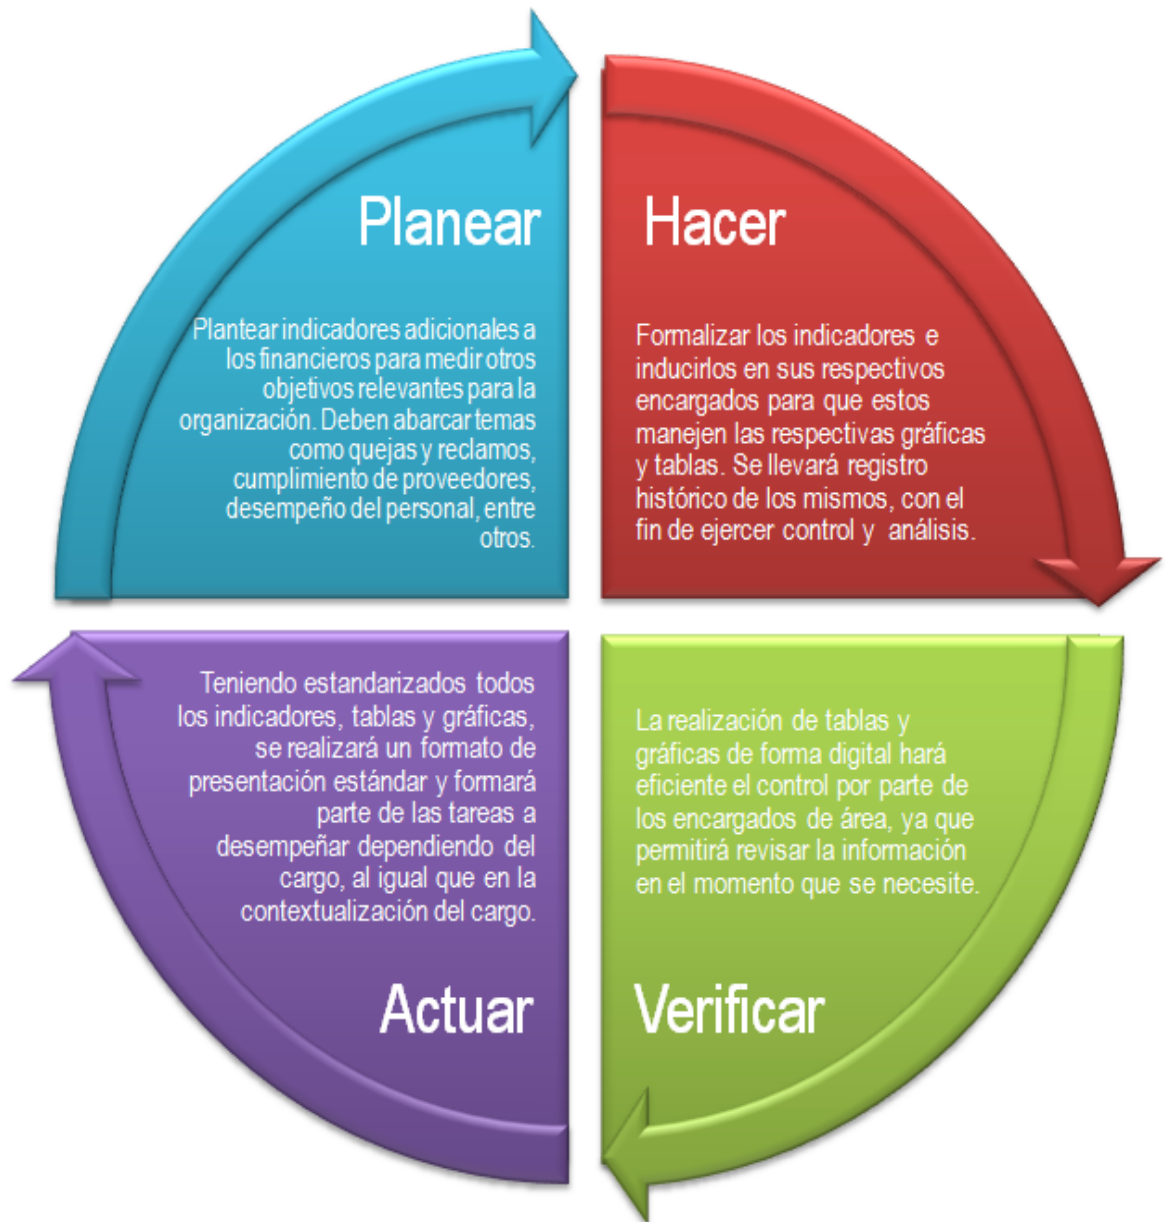 Planear
Plantear indicadores adicionales a
los financieros para medir otros
objetivos relevantes para la
organización. Deben abarcar temas
como quejas y reclamos,
cumplimiento de proveedores,
desempeño del personal, entre
otros.
Hacer
Formalizar los indicadores e
inducirlos en sus respectivos
encargados para que estos
manejen las respectivas gráficas
y tablas. Se llevará registro
histórico de los mismos, con el
fin de ejercer control y análisis.
La realización de tablas y
gráficas de forma digital hará
eficiente el control por parte de
los encargados de área, ya que
permitirá revisar la información
en el momento que se necesite.
Verificar
Teniendo estandarizados todos
los indicadores, tablas y gráficas,
se realizará un formato de
presentación estándar y formará
parte de las tareas a
desempeñar dependiendo del
cargo, al igual que en la
contextualización del cargo.
Actuar